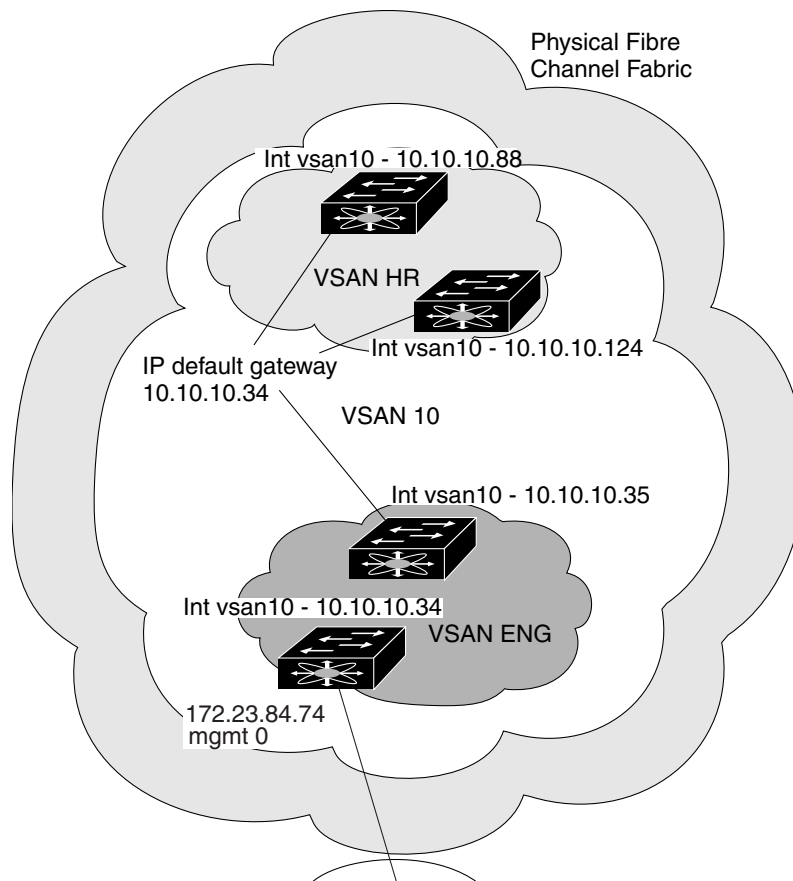 Physical Fibre
Channel Fabric
Int vsan10 - 10.10.10.88
VSAN HR
Int vsan10 - 10.10.10.124
IP default gateway
10.10.10.34
VSAN 10
Int vsan10 - 10.10.10.35
Int vsan10 - 10.10.10.34
VSAN ENG
172.23.84.74
mgmt 0